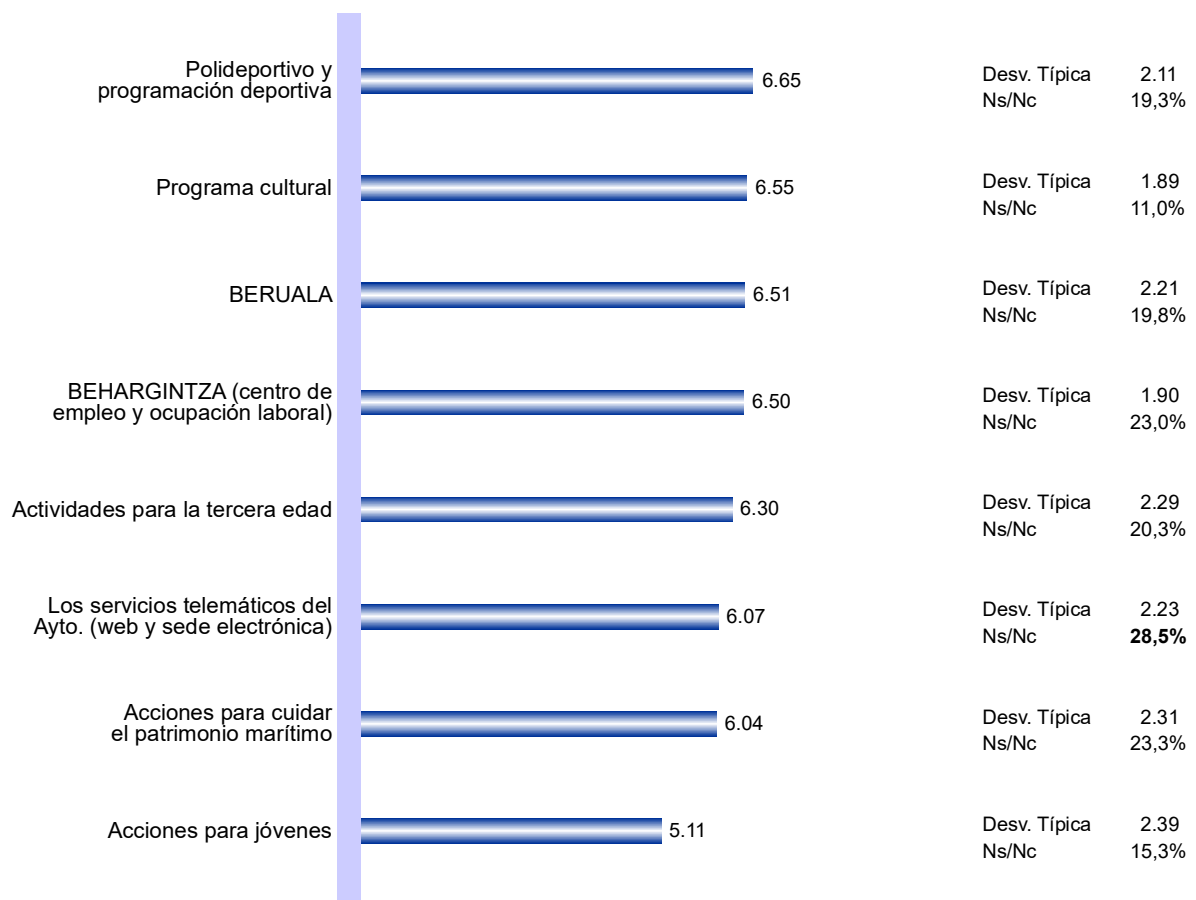 Polideportivo y
programación deportiva
6.65
Desv. Típica 2.11
Ns/Nc 19,3%
Programa cultural
6.55
Desv. Típica 1.89
Ns/Nc 11,0%
BERUALA
6.51
Desv. Típica 2.21
Ns/Nc 19,8%
BEHARGINTZA (centro de
empleo y ocupación laboral)
6.50
Desv. Típica 1.90
Ns/Nc 23,0%
Actividades para la tercera edad
6.30
Desv. Típica 2.29
Ns/Nc 20,3%
Los servicios telemáticos del
Ayto. (web y sede electrónica)
6.07
Desv. Típica 2.23
Ns/Nc 28,5%
Acciones para cuidar
el patrimonio marítimo
6.04
Desv. Típica 2.31
Ns/Nc 23,3%
Acciones para jóvenes
5.11
Desv. Típica 2.39
Ns/Nc 15,3%